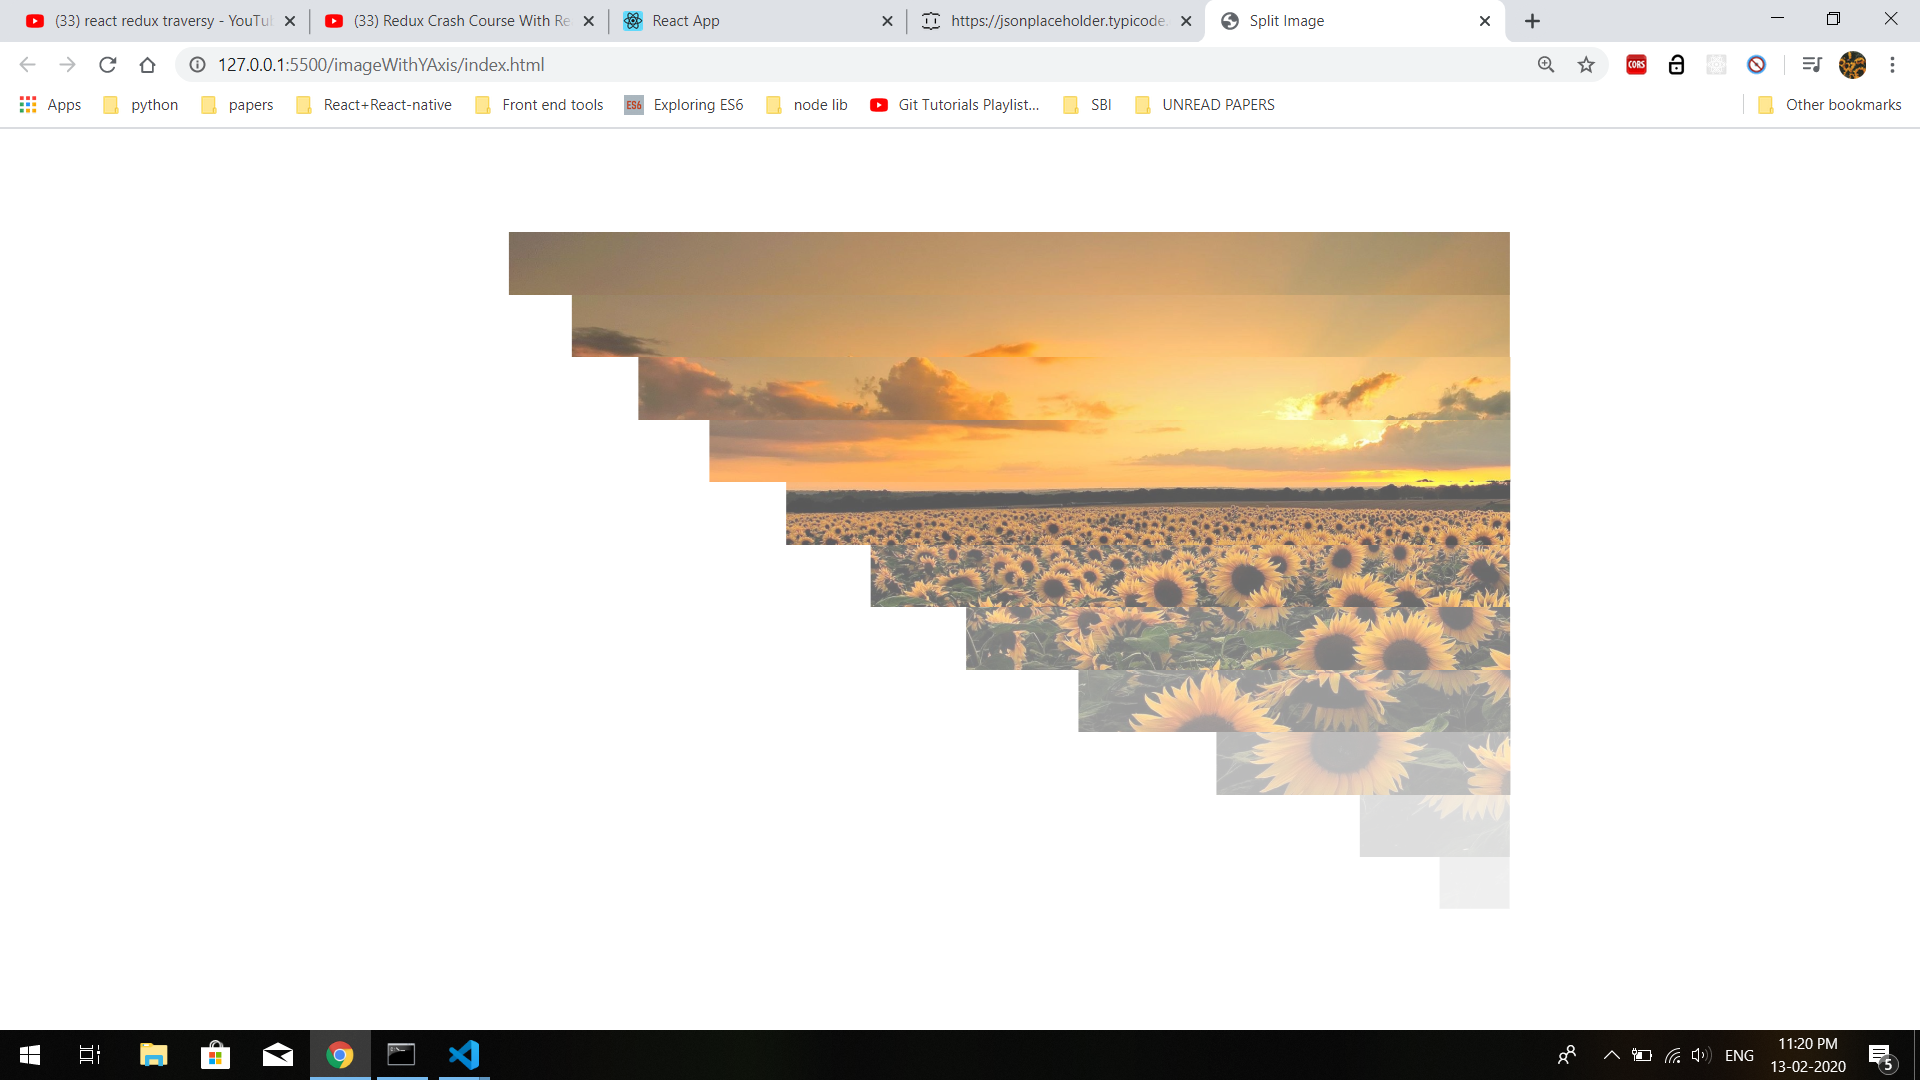 (33) react redux traversy - YouTu
(33) Redux Crash Course With Re
React App
https://jsonplaceholder.typicode.
Split Image
127.0.0.1:5500/imageWithYAxis/index.html
CORS
Apps
python
papers
React+React-native
Front end tools
ES6
Exploring ES6
node lib
Git Tutorials Playlist...
SBI
UNREAD PAPERS
Other bookmarks
ENG
11:20 PM
13-02-2020
5